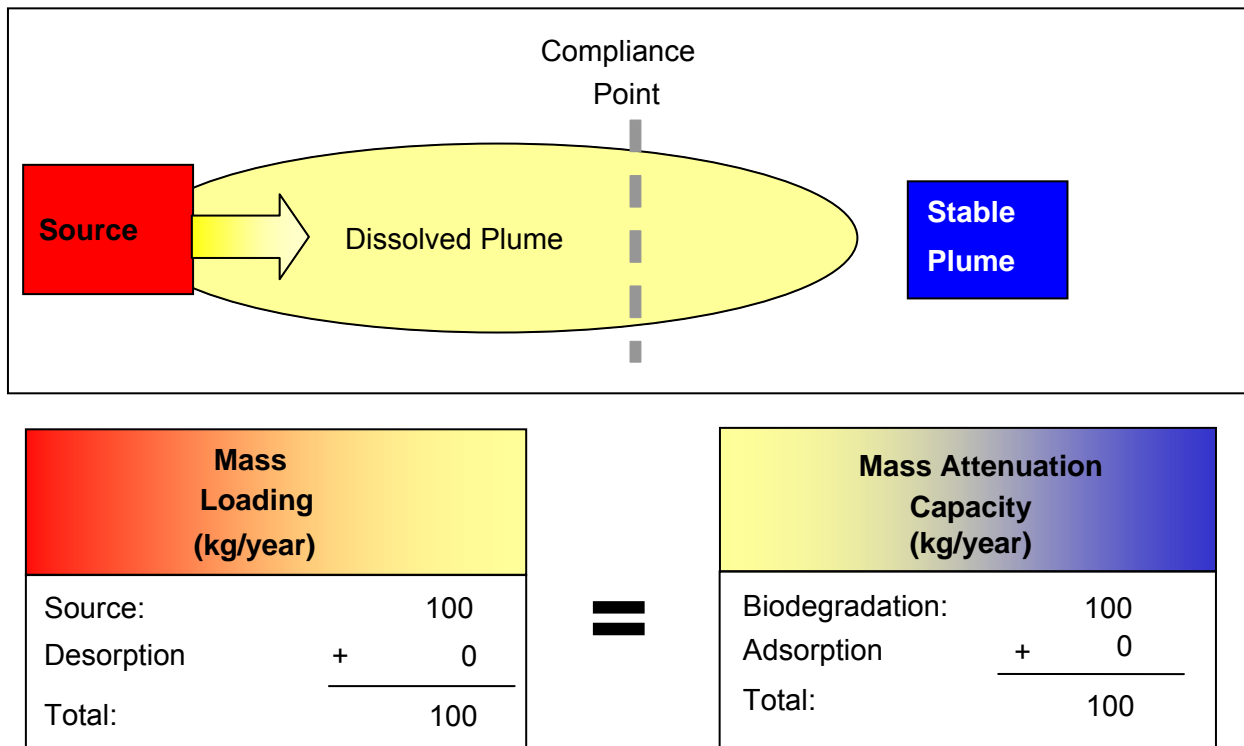 Compliance
Point
Source
Dissolved Plume
Stable
Plume
Mass
Loading
(kg/year)
Source: 100
Desorption + 0
Total: 100
=
Mass Attenuation
Capacity
(kg/year)
Biodegradation: 100
Adsorption + 0
Total: 100